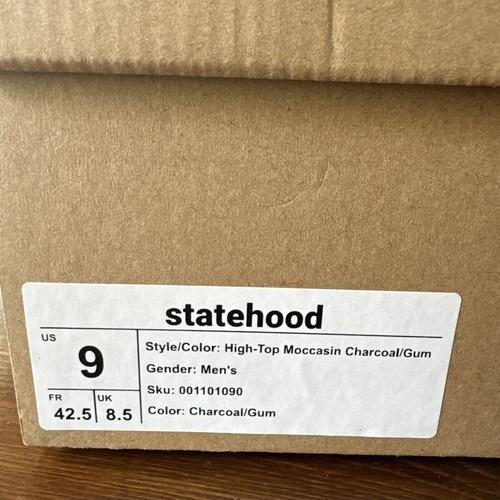 statehood
US
9
FR
42.5
UK
8.5
Style/Color: High-Top Moccasin Charcoal/Gum
Gender: Men's
Sku: 001101090
Color: Charcoal/Gum